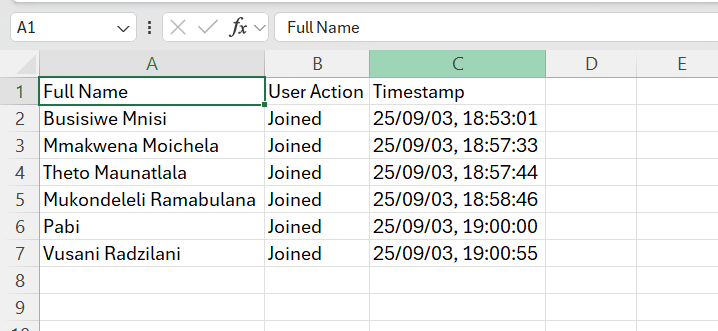 A1 fx Full Name
A B C D E
1 Full Name User Action Timestamp
2 Busisiwe Mnisi Joined 25/09/03, 18:53:01
3 Mmakwena Moichela Joined 25/09/03, 18:57:33
4 Theto Maunatlala Joined 25/09/03, 18:57:44
5 Mukondeleli Ramabulana Joined 25/09/03, 18:58:46
6 Pabi Joined 25/09/03, 19:00:00
7 Vusani Radzilani Joined 25/09/03, 19:00:55
8
9